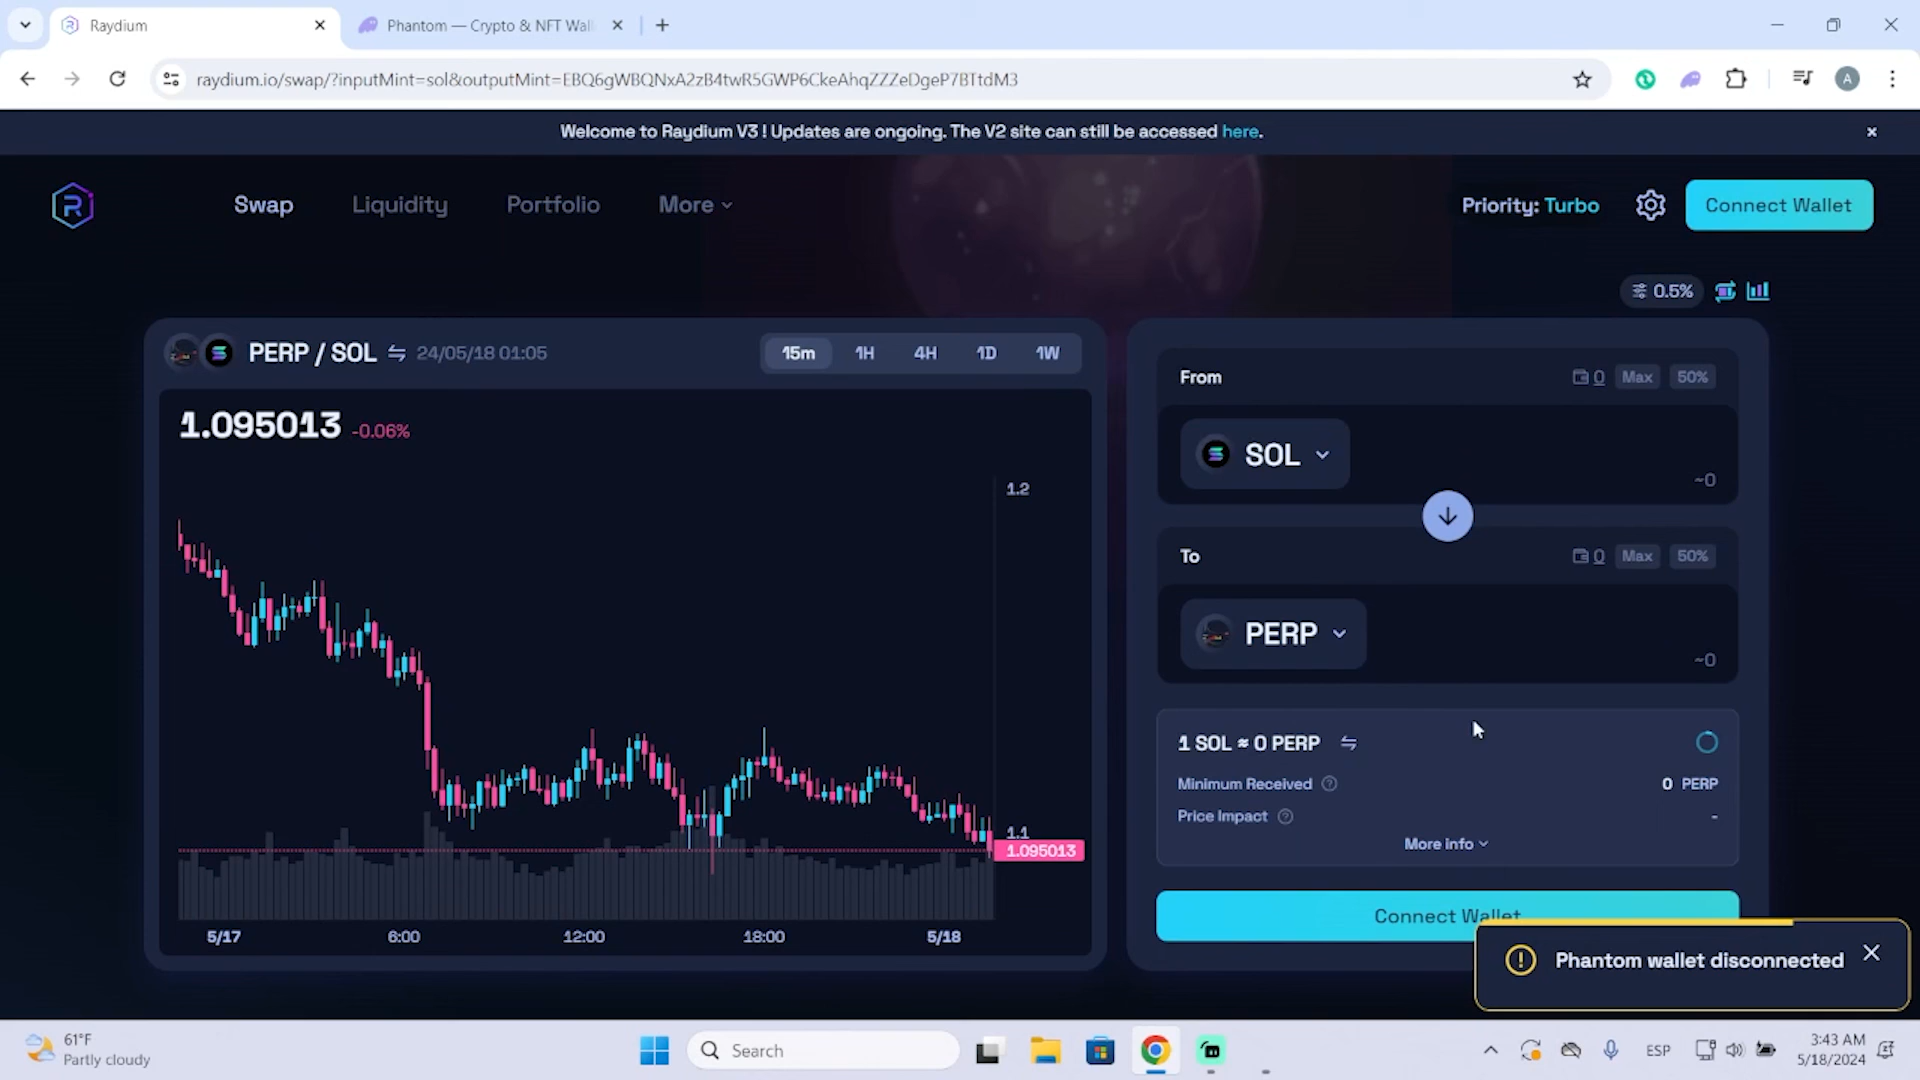 Raydium
Phantom — Crypto & NFT Wal
raydium.io/swap/?inputMint=sol&outputMint=EBQ6gWBQNxA2zB4twR5GWP6CkeAhqZZZeDgeP7BTtdM3
A
Welcome to Raydium V3 ! Updates are ongoing. The V2 site can still be accessed here.
R
Swap
Liquidity
Portfolio
More
Priority: Turbo
Connect Wallet
0.5%
PERP / SOL
24/05/18 01:05
15m
1H
4H
1D
1W
1.095013 -0.06%
1.2
1.1
1.095013
5/17
6:00
12:00
18:00
5/18
From
0
Max
50%
SOL
~0
To
0
Max
50%
PERP
~0
1 SOL ≈ 0 PERP
Minimum Received ?
0 PERP
Price Impact ?
-
More info
Connect Wallet
Phantom wallet disconnected
61°F
Partly cloudy
Search
ESP
3:43 AM
5/18/2024